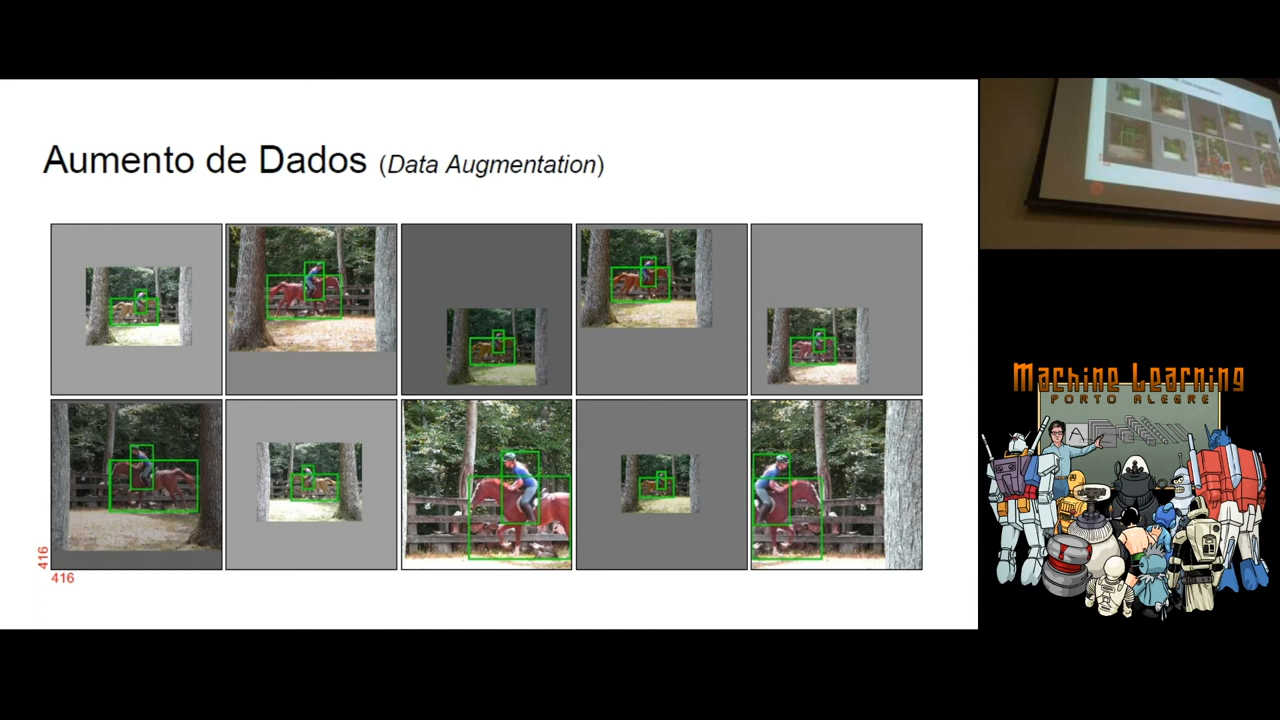 Aumento de Dados (Data Augmentation)
416
416
Machine Learning
PORTO ALEGRE